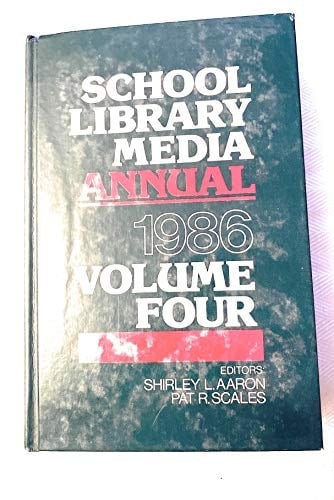 SCHOOL
LIBRARY
MEDIA
ANNUAL
1986
VOLUME
FOUR
EDITORS:
SHIRLEY L. AARON
PAT R. SCALES